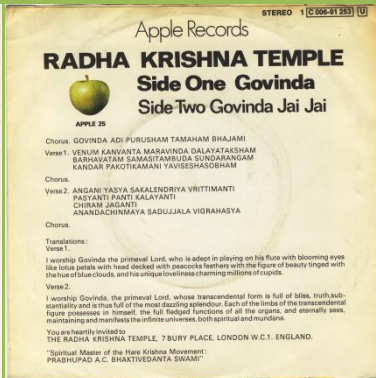 STEREO 1 C 006-91 253 U
Apple Records
RADHA KRISHNA TEMPLE
Side One Govinda
Side Two Govinda Jai Jai
APPLE 25
Chorus. GOVINDA ADI PURUSHAM TAMAHAM BHAJAMI
Verse 1. VENUM KANVANTA MARAVINDA DALAYATAKSHAM
BARHAVATAM SAMASITAMBUDA SUNDARANGAM
KANDAR PAKOTIKAMANI YAVISESHASOBHAM
Chorus.
Verse 2. ANGANI YASYA SAKALENDRIYA VRITTIMANTI
PASYANTI PANTI KALAYANTI
CHIRAM JAGANTI
ANANDACHINMAYA SADUJJALA VIGRAHASYA
Chorus.
Translations:
Verse 1.
I worship Govinda the primeval Lord, who is adept in playing on his flute with blooming eyes
like lotus petals with head decked with peacocks feathers with the figure of beauty tinged with
the hue of blue clouds, and his unique loveliness charming millions of cupids.
Verse 2.
I worship Govinda, the primeval Lord, whose transcendental form is full of bliss, truth, sub-
stantiality and is thus full of the most dazzling splendour. Each of the limbs of the transcendental
figure possesses in himself, the full fledged functions of all the organs, and eternally sees,
maintains and manifests the infinite universes, both spiritual and mundane.
You are heartily invited to
THE RADHA KRISHNA TEMPLE, 7 BURY PLACE, LONDON W.C.1. ENGLAND.
"Spiritual Master of the Hare Krishna Movement:
PRABHUPAD A.C. BHAKTIVEDANTA SWAMI"